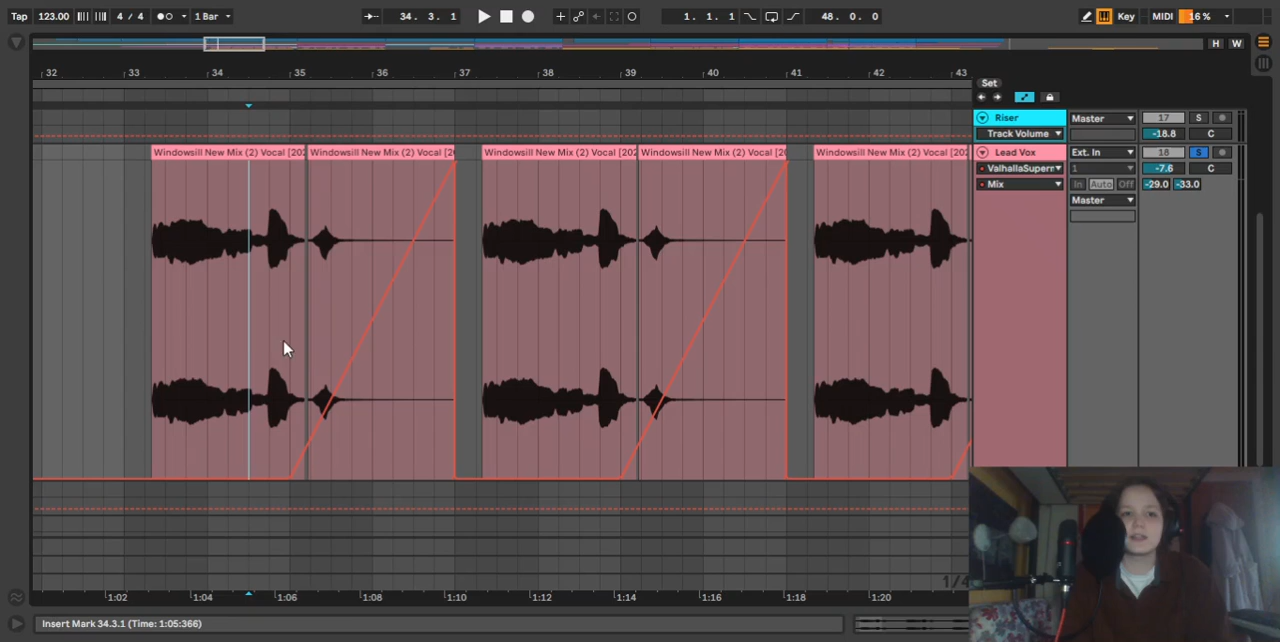 Tap 123.00 4 / 4 1 Bar 34. 3. 1 1. 1. 1 48. 0. 0 Key MIDI 16 %
H W
32 33 34 35 36 37 38 39 40 41 42 43
Set
Riser Master 17 S
Track Volume -18.8 C
Windowsill New Mix (2) Vocal [202 Windowsill New Mix (2) Vocal [20 Windowsill New Mix (2) Vocal [202 Windowsill New Mix (2) Vocal [20 Windowsill New Mix (2) Vocal [202 Lead Vox Ext. In 18 S
ValhallaSuperm 1 -7.6 C
Mix In Auto Off -29.0 -33.0
Master
1/4
1:02 1:04 1:06 1:08 1:10 1:12 1:14 1:16 1:18 1:20
Insert Mark 34.3.1 (Time: 1:05:366)